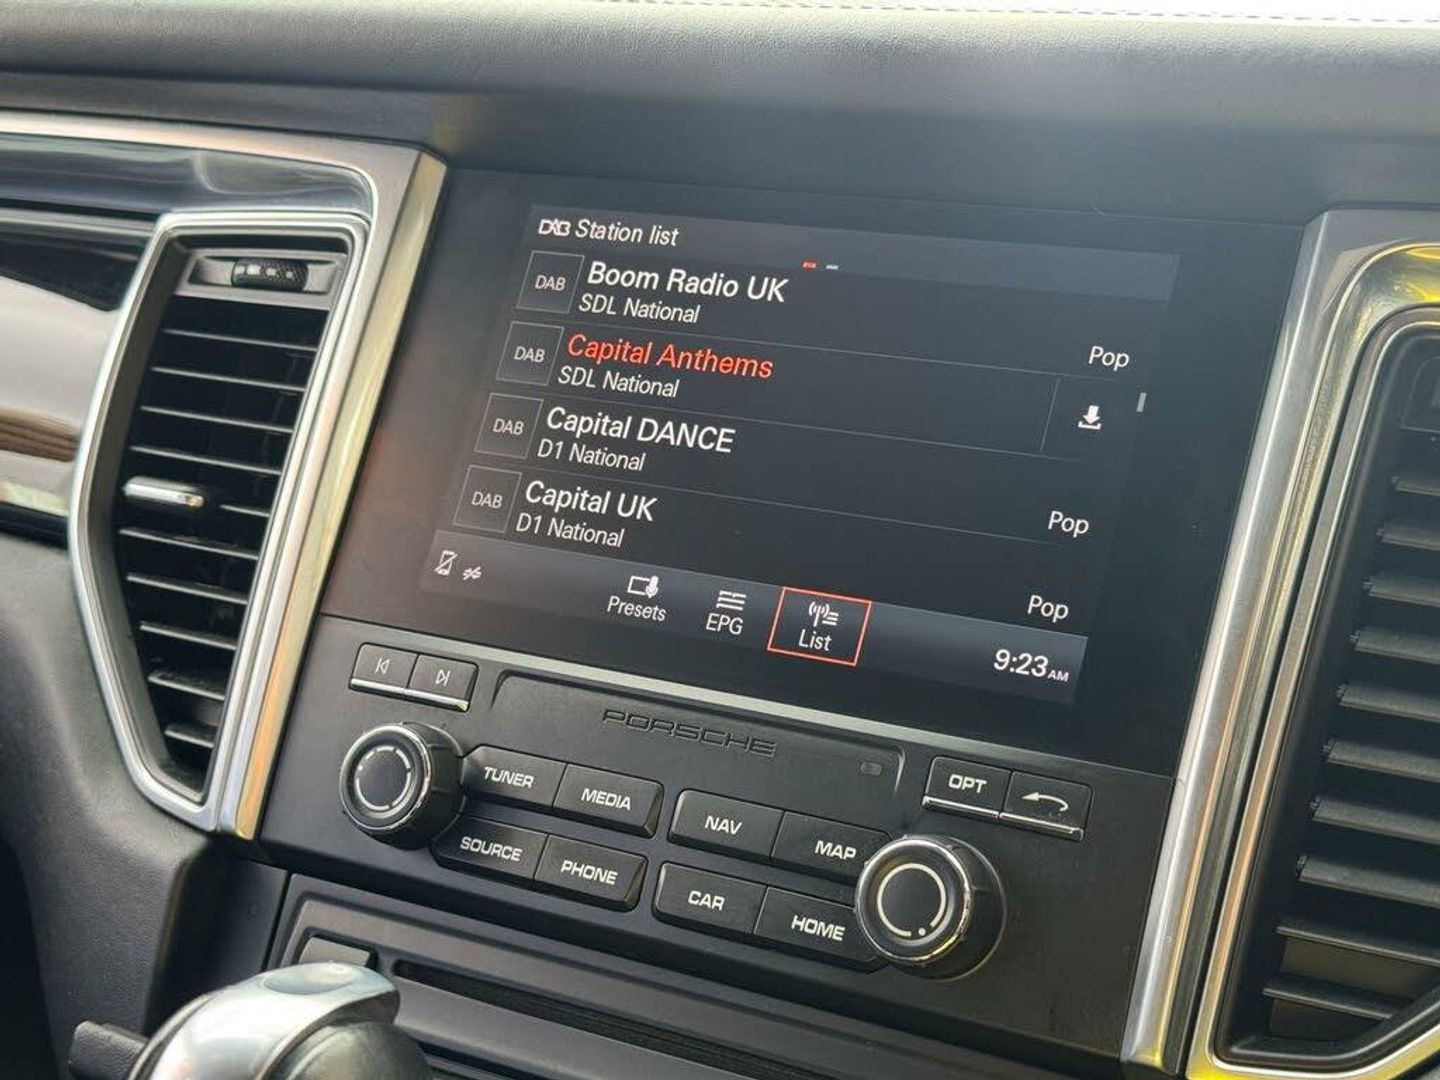 DAB Station list
DAB
Boom Radio UK
SDL National
Pop
DAB
Capital Anthems
SDL National
DAB
Capital DANCE
D1 National
Pop
DAB
Capital UK
D1 National
Pop
Presets
EPG
List
9:23 AM
PORSCHE
TUNER
MEDIA
NAV
MAP
OPT
SOURCE
PHONE
CAR
HOME